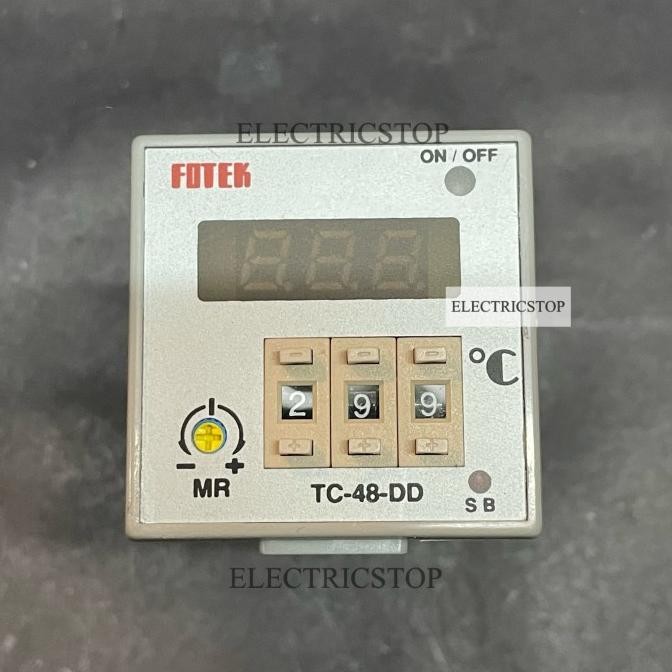 ELECTRICSTOP
ON / OFF
FOTEK
ELECTRICSTOP
°C
2 9 9
- +
MR
TC-48-DD
S B
ELECTRICSTOP